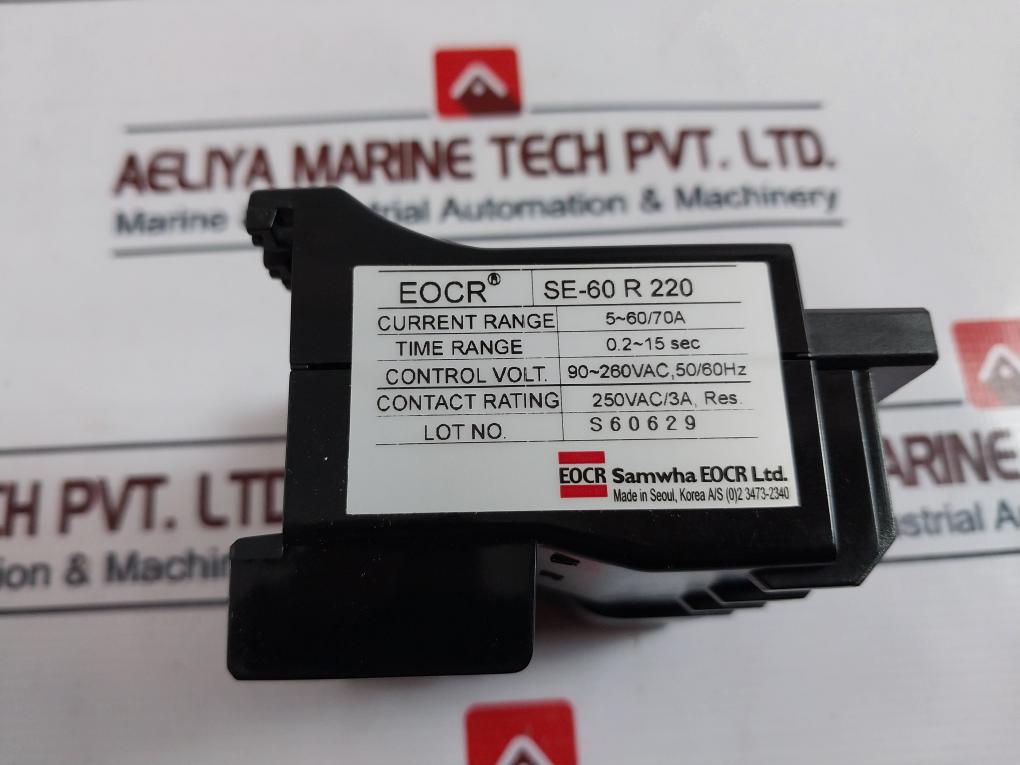 AELIYA MARINE TECH PVT. LTD.
Marine & Industrial Automation & Machinery
EOCR® SE-60 R 220
CURRENT RANGE 5~60/70A
TIME RANGE 0.2~15 sec
CONTROL VOLT. 90~260VAC,50/60Hz
CONTACT RATING 250VAC/3A, Res.
LOT NO. S60629
EOCR Samwha EOCR Ltd.
Made in Seoul, Korea A/S (0)2 3473-2340
H PVT. LTD
ARINE
ion & Machin
ustrial A